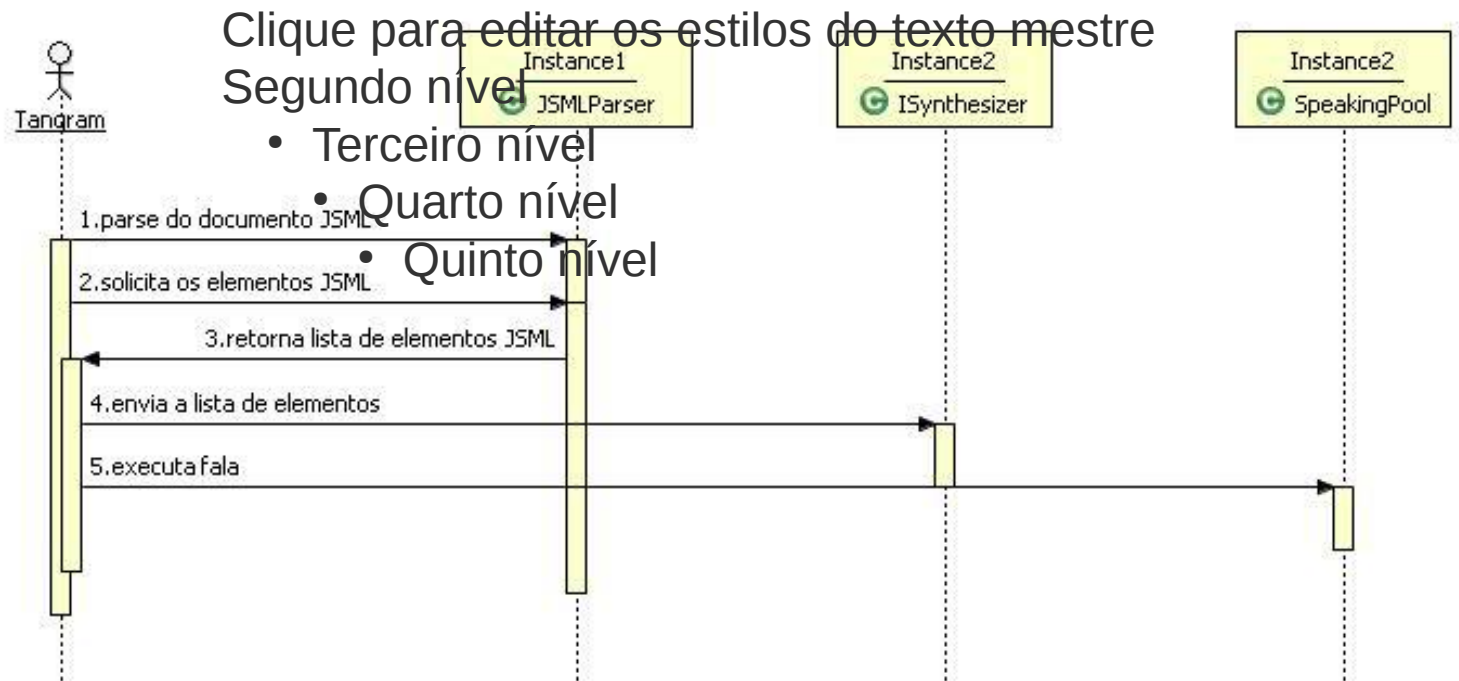 Clique para editar os estilos do texto mestre
Segundo nível
• Terceiro nível
• Quarto nível
• Quinto nível
Tangram
Instance1
JSMLParser
Instance2
ISynthesizer
Instance2
SpeakingPool
1.parse do documento JSML
2.solicita os elementos JSML
3.retorna lista de elementos JSML
4.envia a lista de elementos
5.executa fala